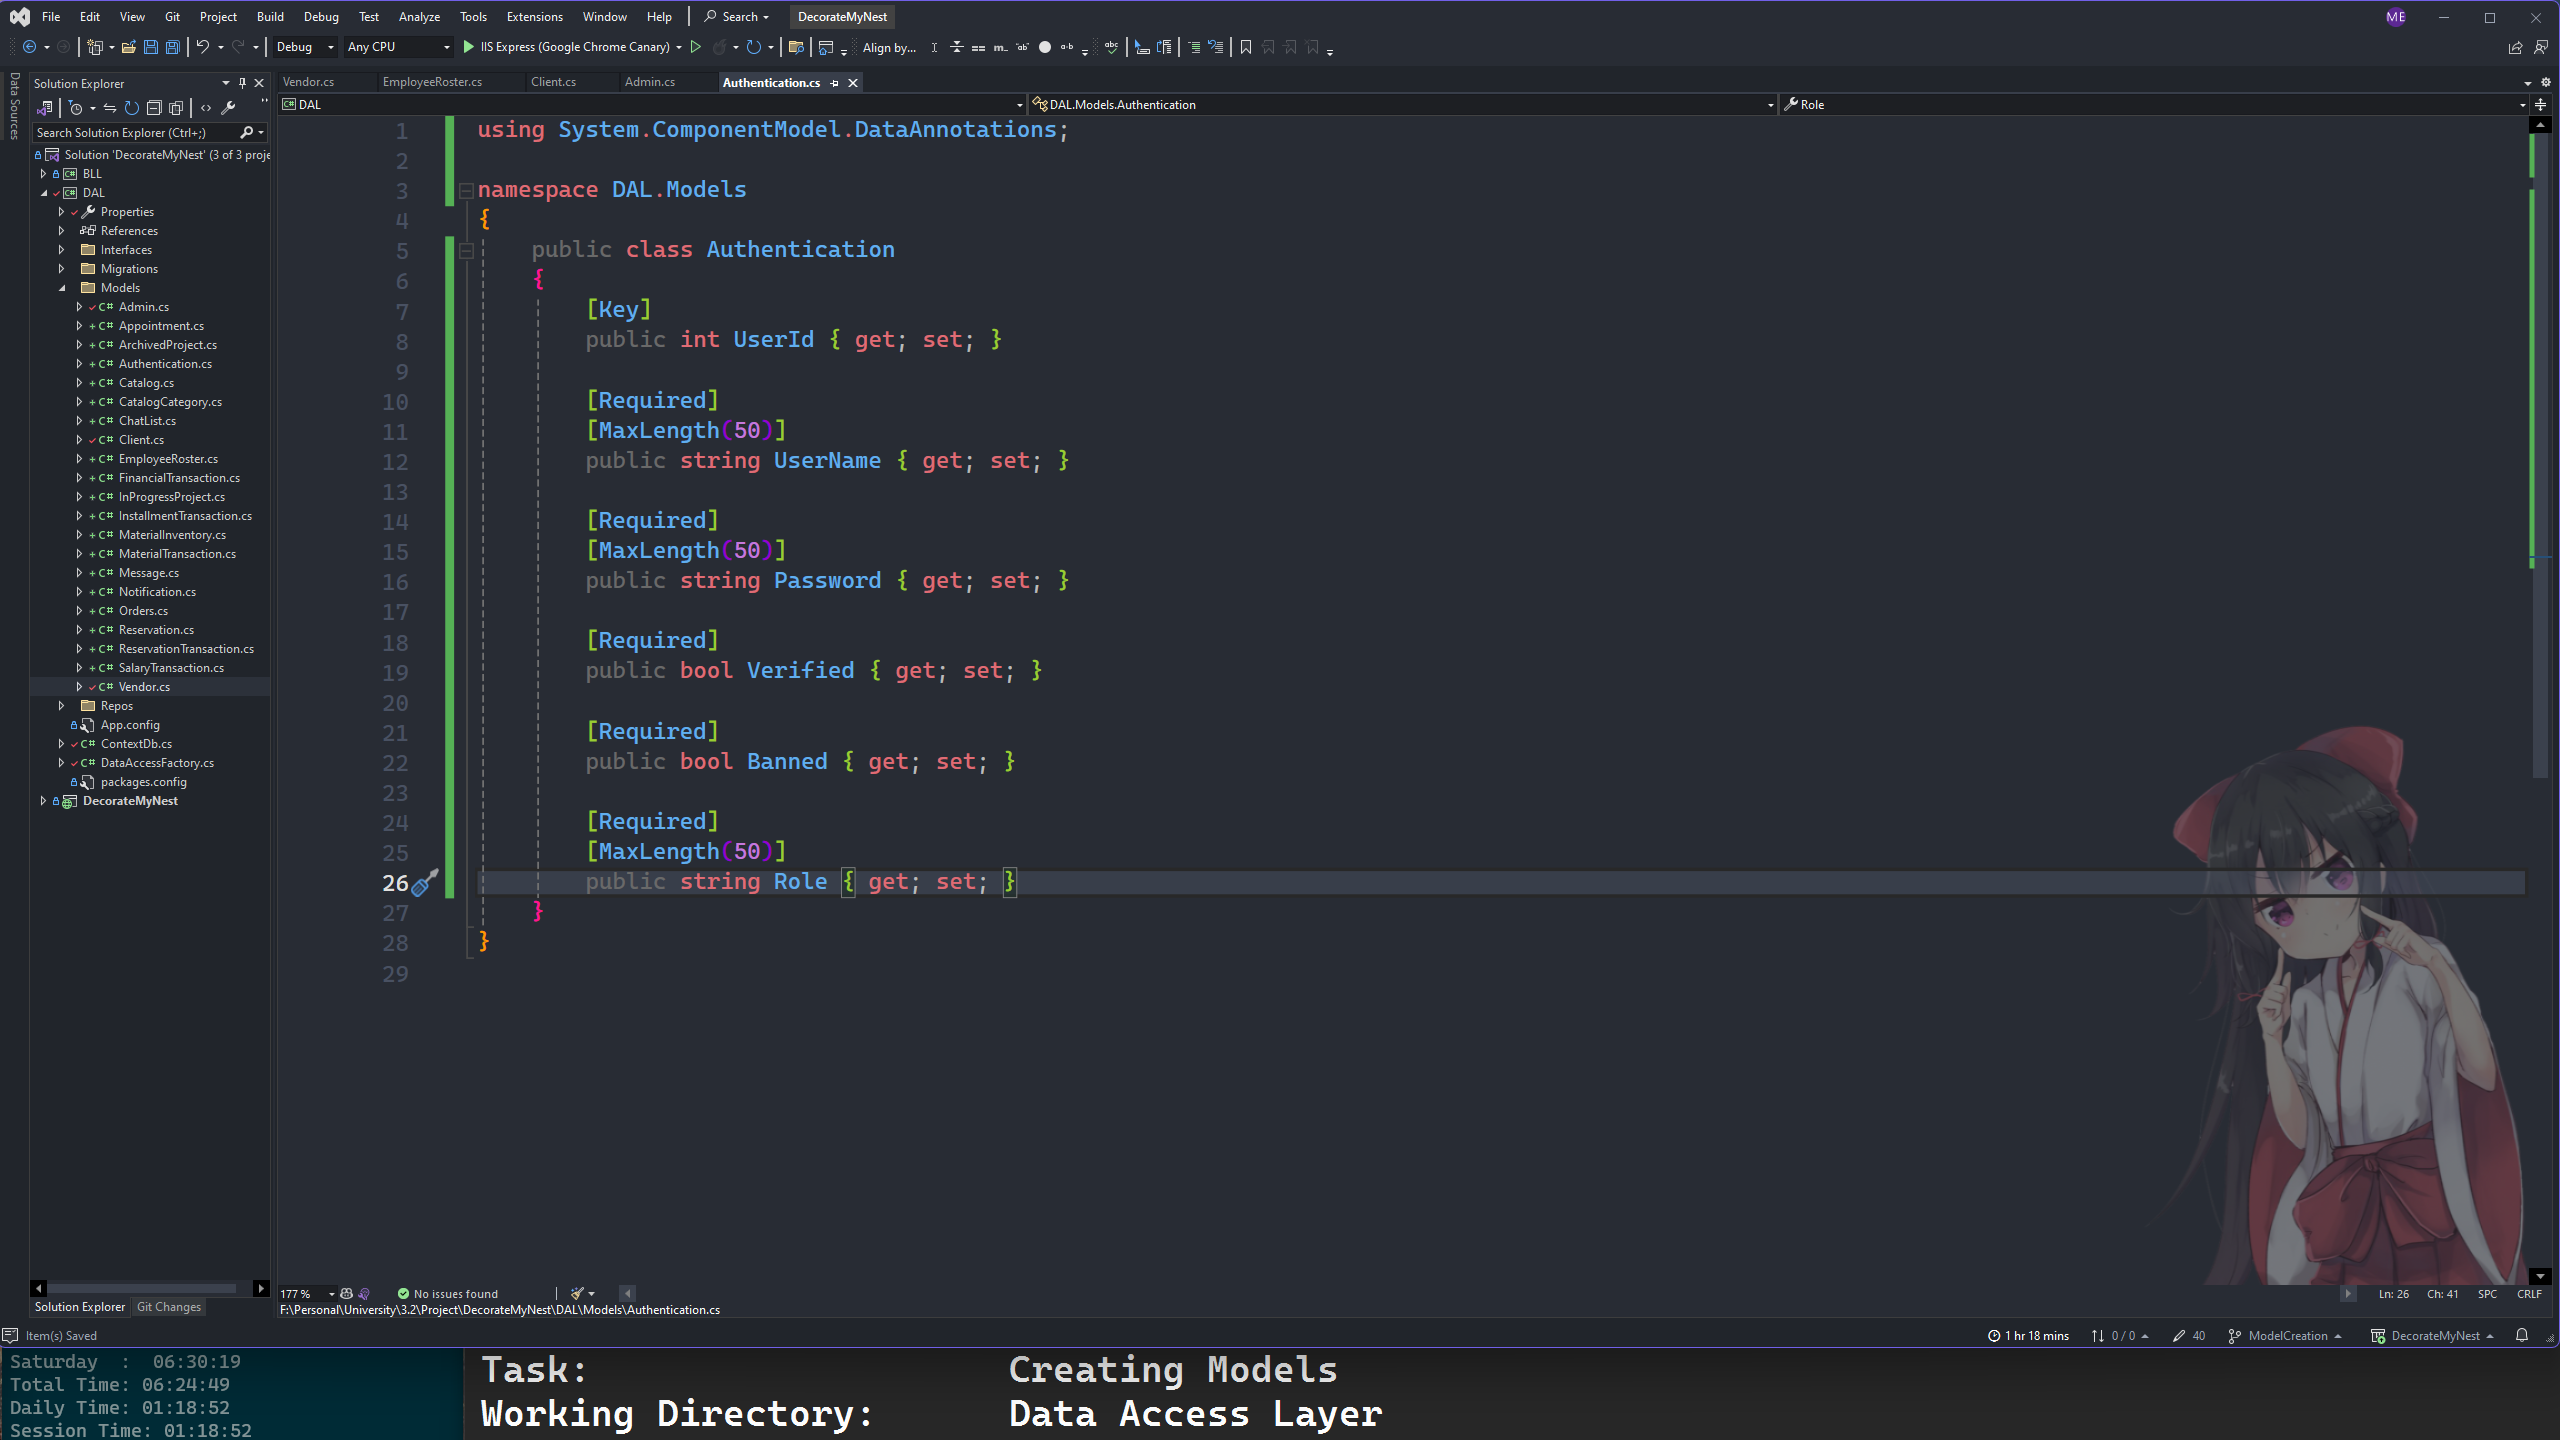 File Edit View Git Project Build Debug Test Analyze Tools Extensions Window Help Search DecorateMyNest ME
Debug Any CPU IIS Express (Google Chrome Canary) Align by...
Data Sources
Solution Explorer
Search Solution Explorer (Ctrl+;)
Solution 'DecorateMyNest' (3 of 3 proje
BLL
DAL
Properties
References
Interfaces
Migrations
Models
C# Admin.cs
C# Appointment.cs
C# ArchivedProject.cs
C# Authentication.cs
C# Catalog.cs
C# CatalogCategory.cs
C# ChatList.cs
C# Client.cs
C# EmployeeRoster.cs
C# FinancialTransaction.cs
C# InProgressProject.cs
C# InstallmentTransaction.cs
C# MaterialInventory.cs
C# MaterialTransaction.cs
C# Message.cs
C# Notification.cs
C# Orders.cs
C# Reservation.cs
C# ReservationTransaction.cs
C# SalaryTransaction.cs
C# Vendor.cs
Repos
App.config
C# ContextDb.cs
C# DataAccessFactory.cs
packages.config
DecorateMyNest
Solution Explorer Git Changes
Vendor.cs EmployeeRoster.cs Client.cs Admin.cs Authentication.cs
DAL DAL.Models.Authentication Role
1 using System.ComponentModel.DataAnnotations;
2
3 namespace DAL.Models
4 {
5 public class Authentication
6 {
7 [Key]
8 public int UserId { get; set; }
9
10 [Required]
11 [MaxLength(50)]
12 public string UserName { get; set; }
13
14 [Required]
15 [MaxLength(50)]
16 public string Password { get; set; }
17
18 [Required]
19 public bool Verified { get; set; }
20
21 [Required]
22 public bool Banned { get; set; }
23
24 [Required]
25 [MaxLength(50)]
26 public string Role { get; set; }
27 }
28 }
29
177 % No issues found Ln: 26 Ch: 41 SPC CRLF
F:\Personal\University\3.2\Project\DecorateMyNest\DAL\Models\Authentication.cs
Item(s) Saved 1 hr 18 mins 0 / 0 40 ModelCreation DecorateMyNest
Saturday : 06:30:19
Total Time: 06:24:49
Daily Time: 01:18:52
Session Time: 01:18:52
Task: Creating Models
Working Directory: Data Access Layer